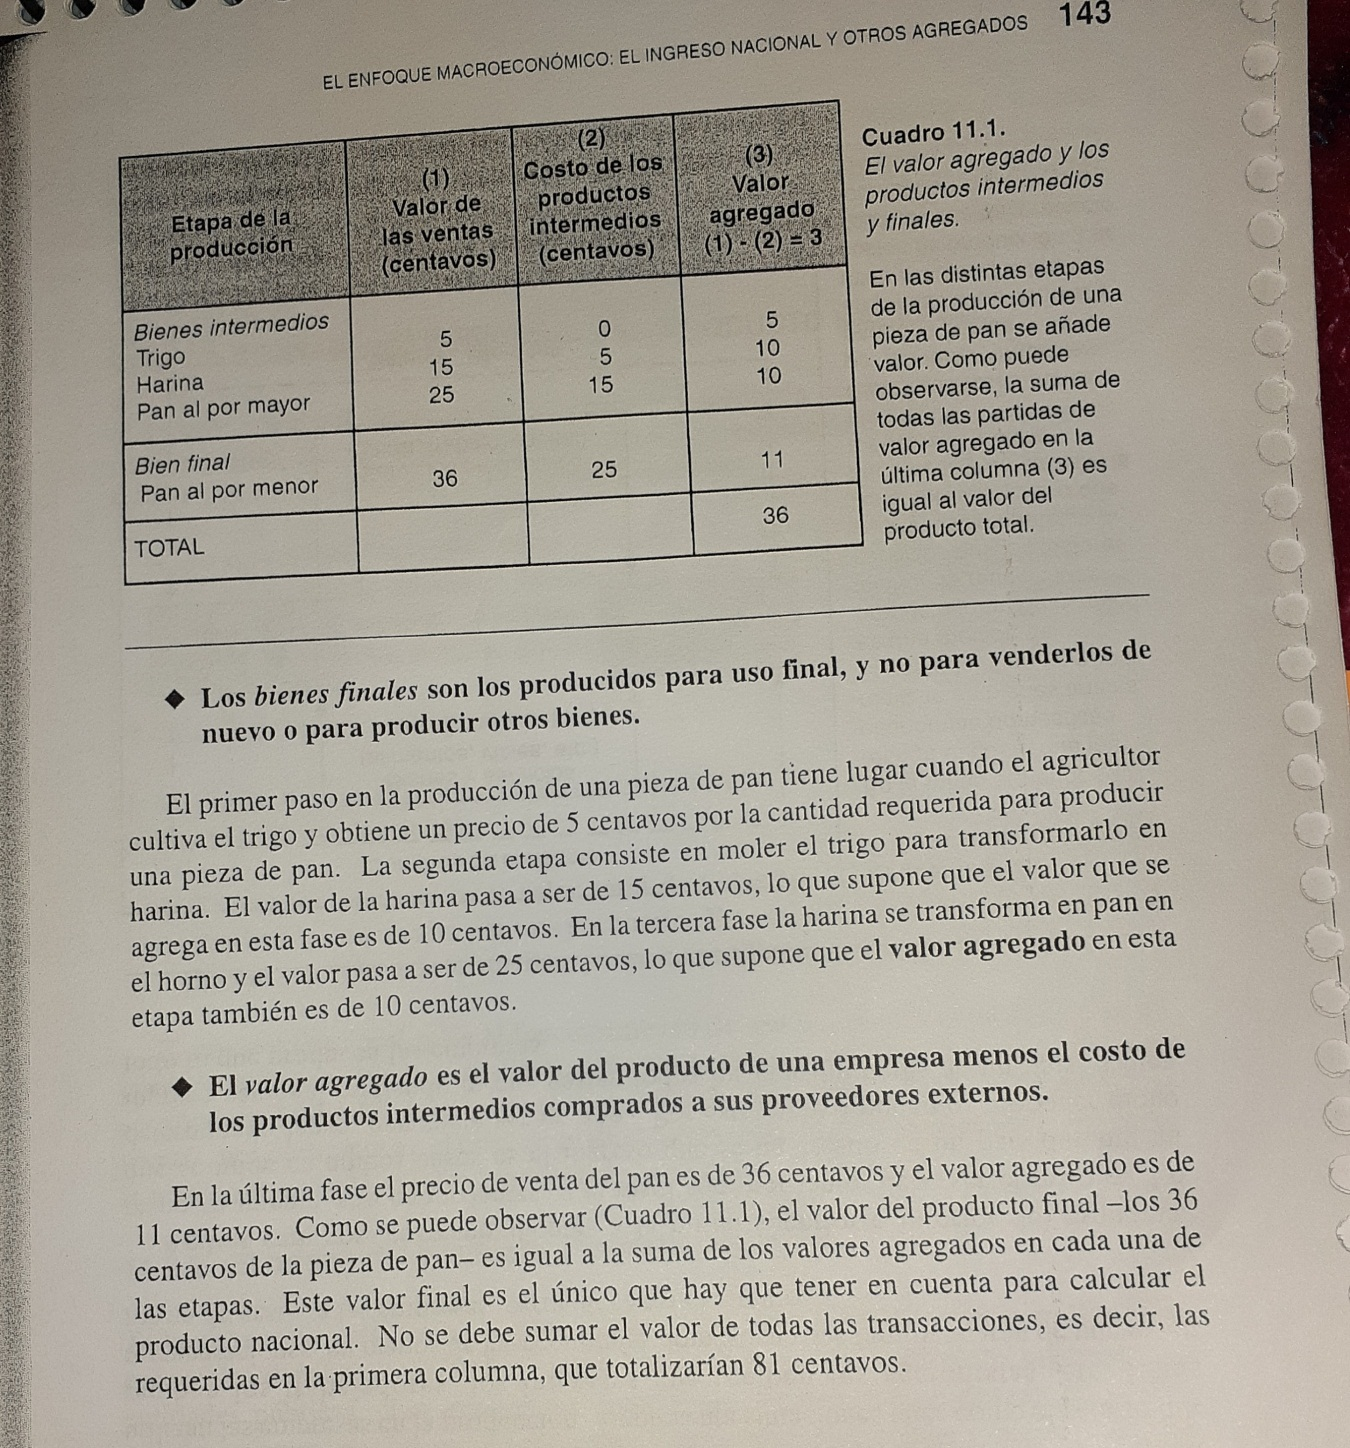 EL ENFOQUE MACROECONÓMICO: EL INGRESO NACIONAL Y OTROS AGREGADOS 143
Etapa de la
producción
(1)
Valor de
las ventas
(centavos)
(2)
Costo de los
productos
intermedios
(centavos)
(3)
Valor
agregado
(1) - (2) = 3
Bienes intermedios
Trigo 5 0 5
Harina 15 5 10
Pan al por mayor 25 15 10
Bien final
Pan al por menor 36 25 11
TOTAL 36
Cuadro 11.1.
El valor agregado y los
productos intermedios
y finales.
En las distintas etapas
de la producción de una
pieza de pan se añade
valor. Como puede
observarse, la suma de
todas las partidas de
valor agregado en la
última columna (3) es
igual al valor del
producto total.
◆ Los bienes finales son los producidos para uso final, y no para venderlos de
nuevo o para producir otros bienes.
El primer paso en la producción de una pieza de pan tiene lugar cuando el agricultor
cultiva el trigo y obtiene un precio de 5 centavos por la cantidad requerida para producir
una pieza de pan. La segunda etapa consiste en moler el trigo para transformarlo en
harina. El valor de la harina pasa a ser de 15 centavos, lo que supone que el valor que se
agrega en esta fase es de 10 centavos. En la tercera fase la harina se transforma en pan en
el horno y el valor pasa a ser de 25 centavos, lo que supone que el valor agregado en esta
etapa también es de 10 centavos.
◆ El valor agregado es el valor del producto de una empresa menos el costo de
los productos intermedios comprados a sus proveedores externos.
En la última fase el precio de venta del pan es de 36 centavos y el valor agregado es de
11 centavos. Como se puede observar (Cuadro 11.1), el valor del producto final –los 36
centavos de la pieza de pan– es igual a la suma de los valores agregados en cada una de
las etapas. Este valor final es el único que hay que tener en cuenta para calcular el
producto nacional. No se debe sumar el valor de todas las transacciones, es decir, las
requeridas en la primera columna, que totalizarían 81 centavos.